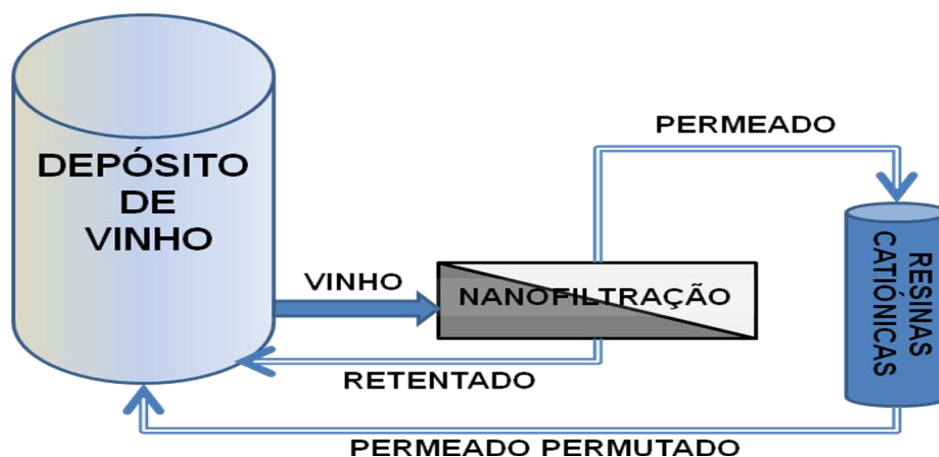 DEPÓSITO
DE
VINHO
VINHO
NANOFILTRAÇÃO
RETENTADO
PERMEADO
RESINAS
CATIÓNICAS
PERMEADO PERMUTADO